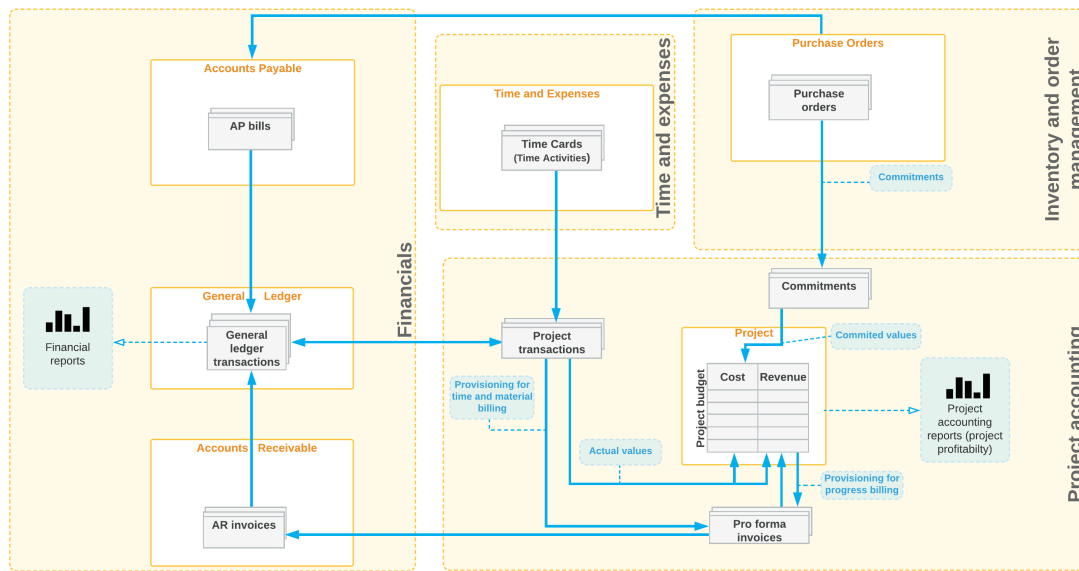 Accounts Payable
AP bills
General Ledger
General
ledger
transactions
Financial
reports
Accounts Receivable
AR invoices
Financials
Time and Expenses
Time Cards
(Time Activities)
Time and expenses
Purchase Orders
Purchase
orders
Commitments
Inventory and order
management
Commitments
Project
transactions
Provisioning for
time and material
billing
Actual values
Project
Commited values
Cost Revenue
Project budget
Project
accounting
reports (project
profitabilty)
Provisioning for
progress billing
Pro forma
invoices
Project accounting